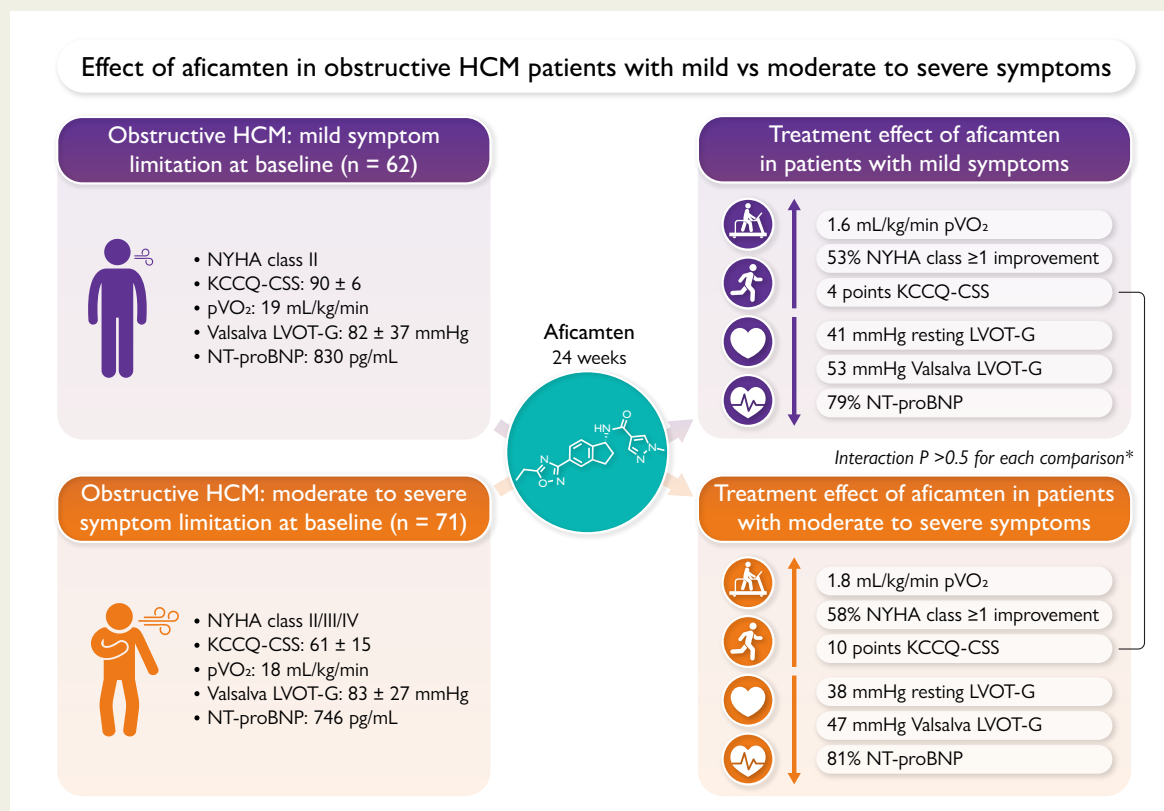 Effect of aficamten in obstructive HCM patients with mild vs moderate to severe symptoms
Obstructive HCM: mild symptom
limitation at baseline (n = 62)
• NYHA class II
• KCCQ-CSS: 90 ± 6
• pVO₂: 19 mL/kg/min
• Valsalva LVOT-G: 82 ± 37 mmHg
• NT-proBNP: 830 pg/mL
Aficamten
24 weeks
HN
O
N
N
N
O
N
Treatment effect of aficamten
in patients with mild symptoms
1.6 mL/kg/min pVO₂
53% NYHA class ≥1 improvement
4 points KCCQ-CSS
41 mmHg resting LVOT-G
53 mmHg Valsalva LVOT-G
79% NT-proBNP
Interaction P >0.5 for each comparison*
Obstructive HCM: moderate to severe
symptom limitation at baseline (n = 71)
• NYHA class II/III/IV
• KCCQ-CSS: 61 ± 15
• pVO₂: 18 mL/kg/min
• Valsalva LVOT-G: 83 ± 27 mmHg
• NT-proBNP: 746 pg/mL
Treatment effect of aficamten in patients
with moderate to severe symptoms
1.8 mL/kg/min pVO₂
58% NYHA class ≥1 improvement
10 points KCCQ-CSS
38 mmHg resting LVOT-G
47 mmHg Valsalva LVOT-G
81% NT-proBNP